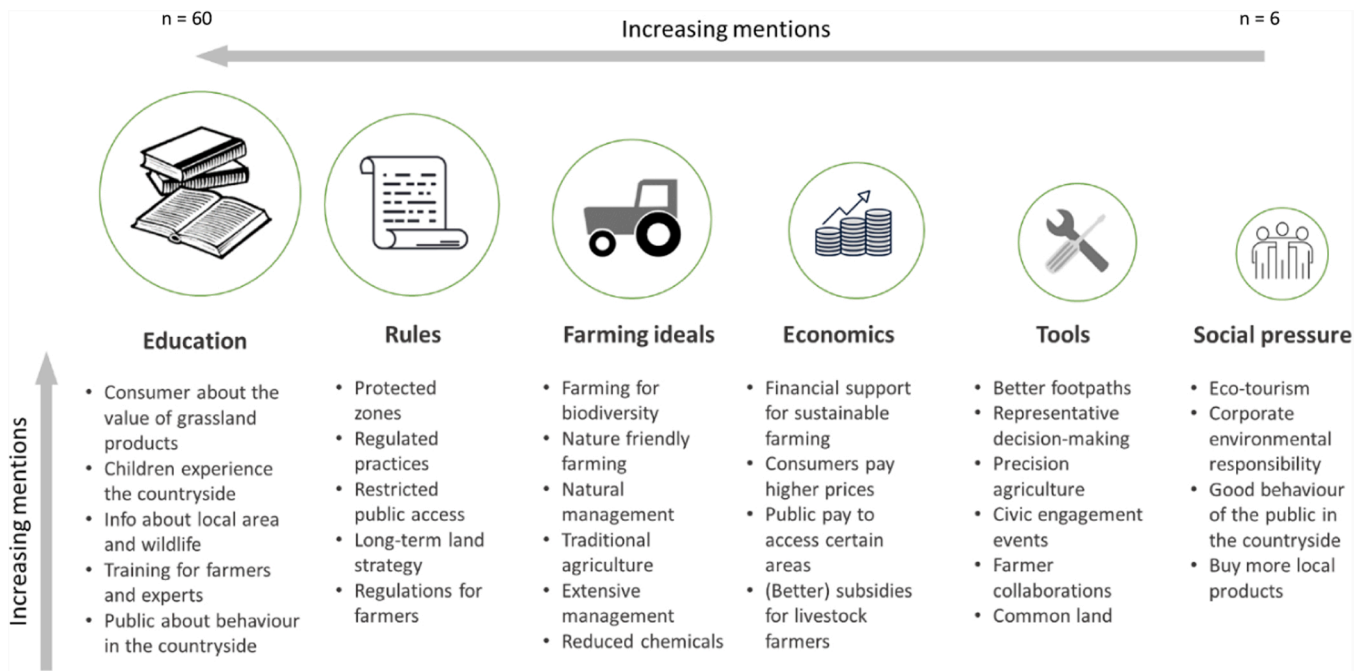 n = 60
n = 6
Increasing mentions
Increasing mentions
Education
• Consumer about the
value of grassland
products
• Children experience
the countryside
• Info about local area
and wildlife
• Training for farmers
and experts
• Public about behaviour
in the countryside
Rules
• Protected
zones
• Regulated
practices
• Restricted
public access
• Long-term land
strategy
• Regulations for
farmers
Farming ideals
• Farming for
biodiversity
• Nature friendly
farming
• Natural
management
• Traditional
agriculture
• Extensive
management
• Reduced chemicals
Economics
• Financial support
for sustainable
farming
• Consumers pay
higher prices
• Public pay to
access certain
areas
• (Better) subsidies
for livestock
farmers
Tools
• Better footpaths
• Representative
decision-making
• Precision
agriculture
• Civic engagement
events
• Farmer
collaborations
• Common land
Social pressure
• Eco-tourism
• Corporate
environmental
responsibility
• Good behaviour
of the public in
the countryside
• Buy more local
products